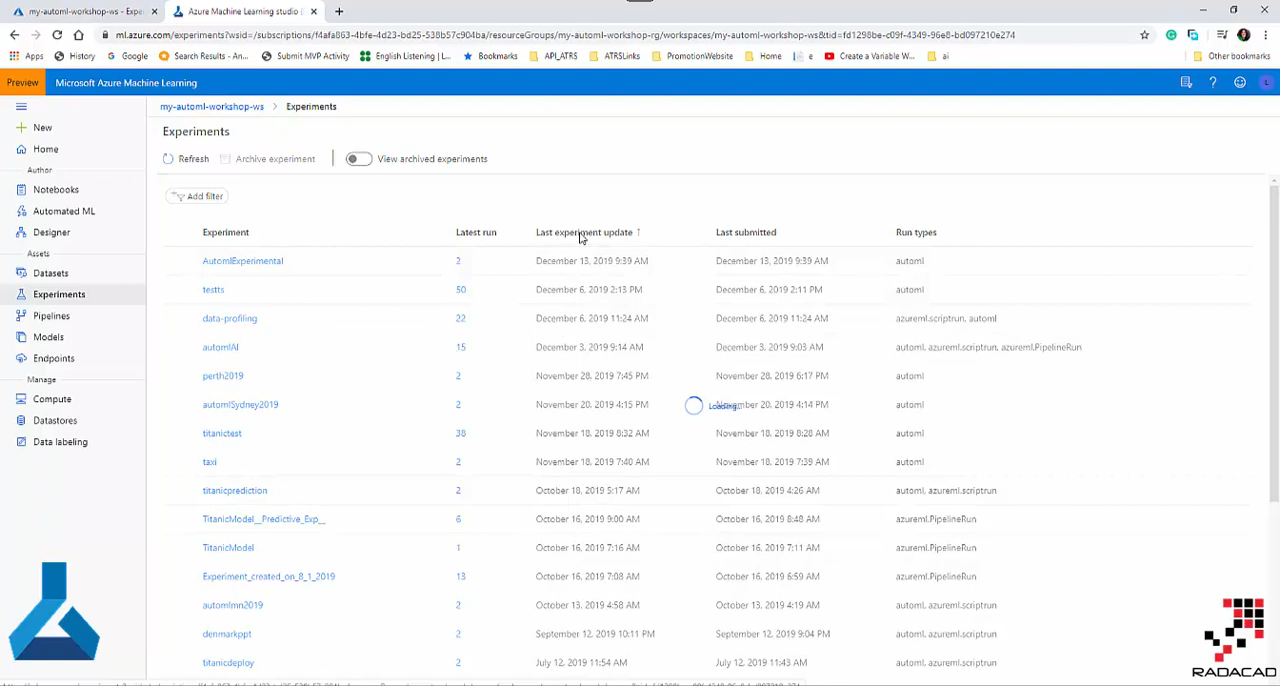 my-automl-workshop-ws - Exper
Azure Machine Learning studio (
ml.azure.com/experiments?wsid=/subscriptions/f4afa863-4bfe-4d23-bd25-538b57c904ba/resourceGroups/my-automl-workshop-rg/workspaces/my-automl-workshop-ws&tid=fd1298be-c09f-4349-96e8-bd097210e274
Apps History Google Search Results - An... Submit MVP Activity English Listening | L... Bookmarks API_ATRS ATRSLinks PromotionWebsite Home e Create a Variable W... ai Other bookmarks
Preview Microsoft Azure Machine Learning
my-automl-workshop-ws > Experiments
New
Home
Author
Notebooks
Automated ML
Designer
Assets
Datasets
Experiments
Pipelines
Models
Endpoints
Manage
Compute
Datastores
Data labeling
Experiments
Refresh Archive experiment View archived experiments
Add filter
Experiment Latest run Last experiment update ↑ Last submitted Run types
AutomlExperimental 2 December 13, 2019 9:39 AM December 13, 2019 9:39 AM automl
testts 50 December 6, 2019 2:13 PM December 6, 2019 2:11 PM automl
data-profiling 22 December 6, 2019 11:24 AM December 6, 2019 11:24 AM azureml.scriptrun, automl
automlAI 15 December 3, 2019 9:14 AM December 3, 2019 9:03 AM automl, azureml.scriptrun, azureml.PipelineRun
perth2019 2 November 28, 2019 7:45 PM November 28, 2019 6:17 PM automl
automlSydney2019 2 November 20, 2019 4:15 PM November 20, 2019 4:14 PM automl
Loading...
titanictest 38 November 18, 2019 8:32 AM November 18, 2019 8:28 AM automl
taxi 2 November 18, 2019 7:40 AM November 18, 2019 7:39 AM automl
titanicprediction 2 October 18, 2019 5:17 AM October 18, 2019 4:26 AM automl, azureml.scriptrun
TitanicModel__Predictive_Exp__ 6 October 16, 2019 9:00 AM October 16, 2019 8:48 AM azureml.PipelineRun
TitanicModel 1 October 16, 2019 7:16 AM October 16, 2019 7:11 AM azureml.PipelineRun
Experiment_created_on_8_1_2019 13 October 16, 2019 7:08 AM October 16, 2019 6:59 AM azureml.PipelineRun
automlmn2019 2 October 13, 2019 4:58 AM October 13, 2019 4:19 AM automl, azureml.scriptrun
denmarkppt 2 September 12, 2019 10:11 PM September 12, 2019 9:04 PM automl, azureml.scriptrun
titanicdeploy 2 July 12, 2019 11:54 AM July 12, 2019 11:43 AM automl, azureml.scriptrun
RADACAD